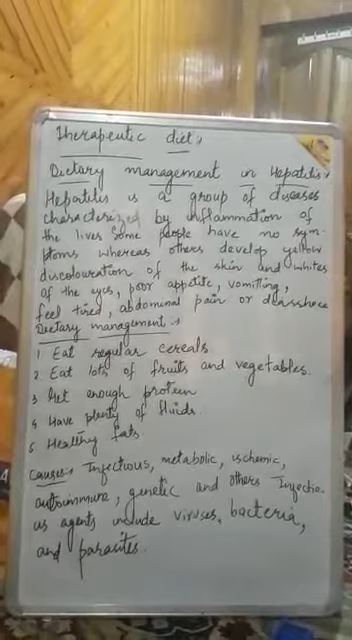 Therapeutic diet:
Dietary management in Hepatitis:
Hepatitis is a group of diseases
characterized by inflammation of
the lives Some people have no sym-
ptoms whereas others develop yellow
discolouration of the skin and whites
of the eyes, poor appetite, vomitting,
feel tired, abdominal pain or diarrhoea
Dietary management:
1 Eat regular cereals
2 Eat lots of fruits and vegetables.
3 Get enough protein
4 Have plenty of fluids.
5 Healthy fats
Causes: Infectious, metabolic, ischemic,
autoimmune, genetic and others Infectio-
us agents include viruses, bacteria,
and parasites.